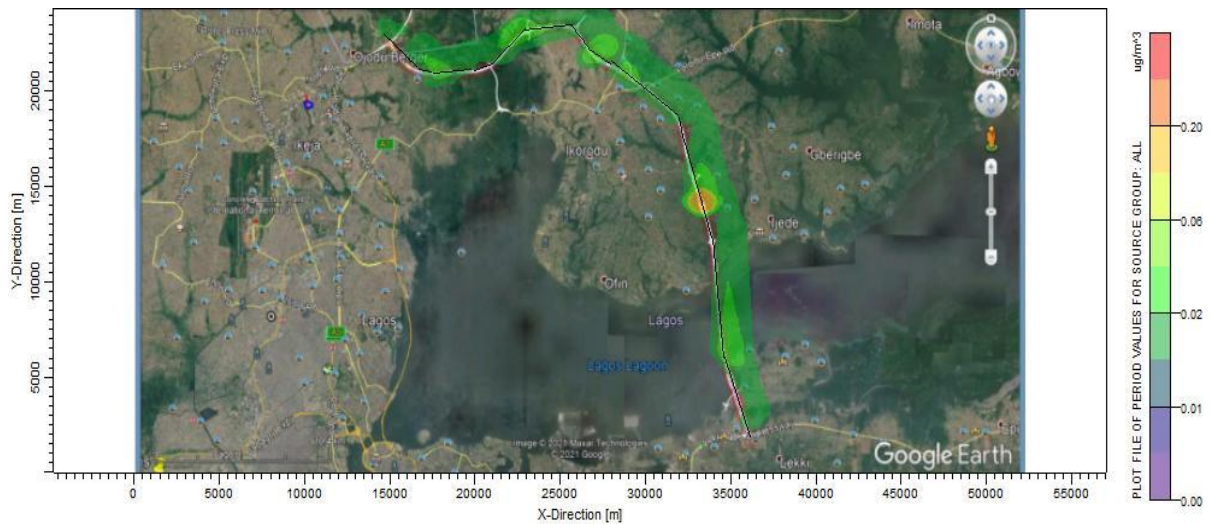 Imota
Ojodu Berger
Agbow
Ikeja
Ikorodu
Gberigbe
Ijede
Ofin
Lagos
Lagos
Lagos Lagoon
Image © 2021 Maxar Technologies
© 2021 Google
Google Earth
Lekki
Y-Direction [m]
20000
15000
10000
5000
0
5000
10000
15000
20000
25000
30000
35000
40000
45000
50000
55000
X-Direction [m]
ug/m^3
PLOT FILE OF PERIOD VALUES FOR SOURCE GROUP: ALL
0.20
0.06
0.02
0.01
0.00